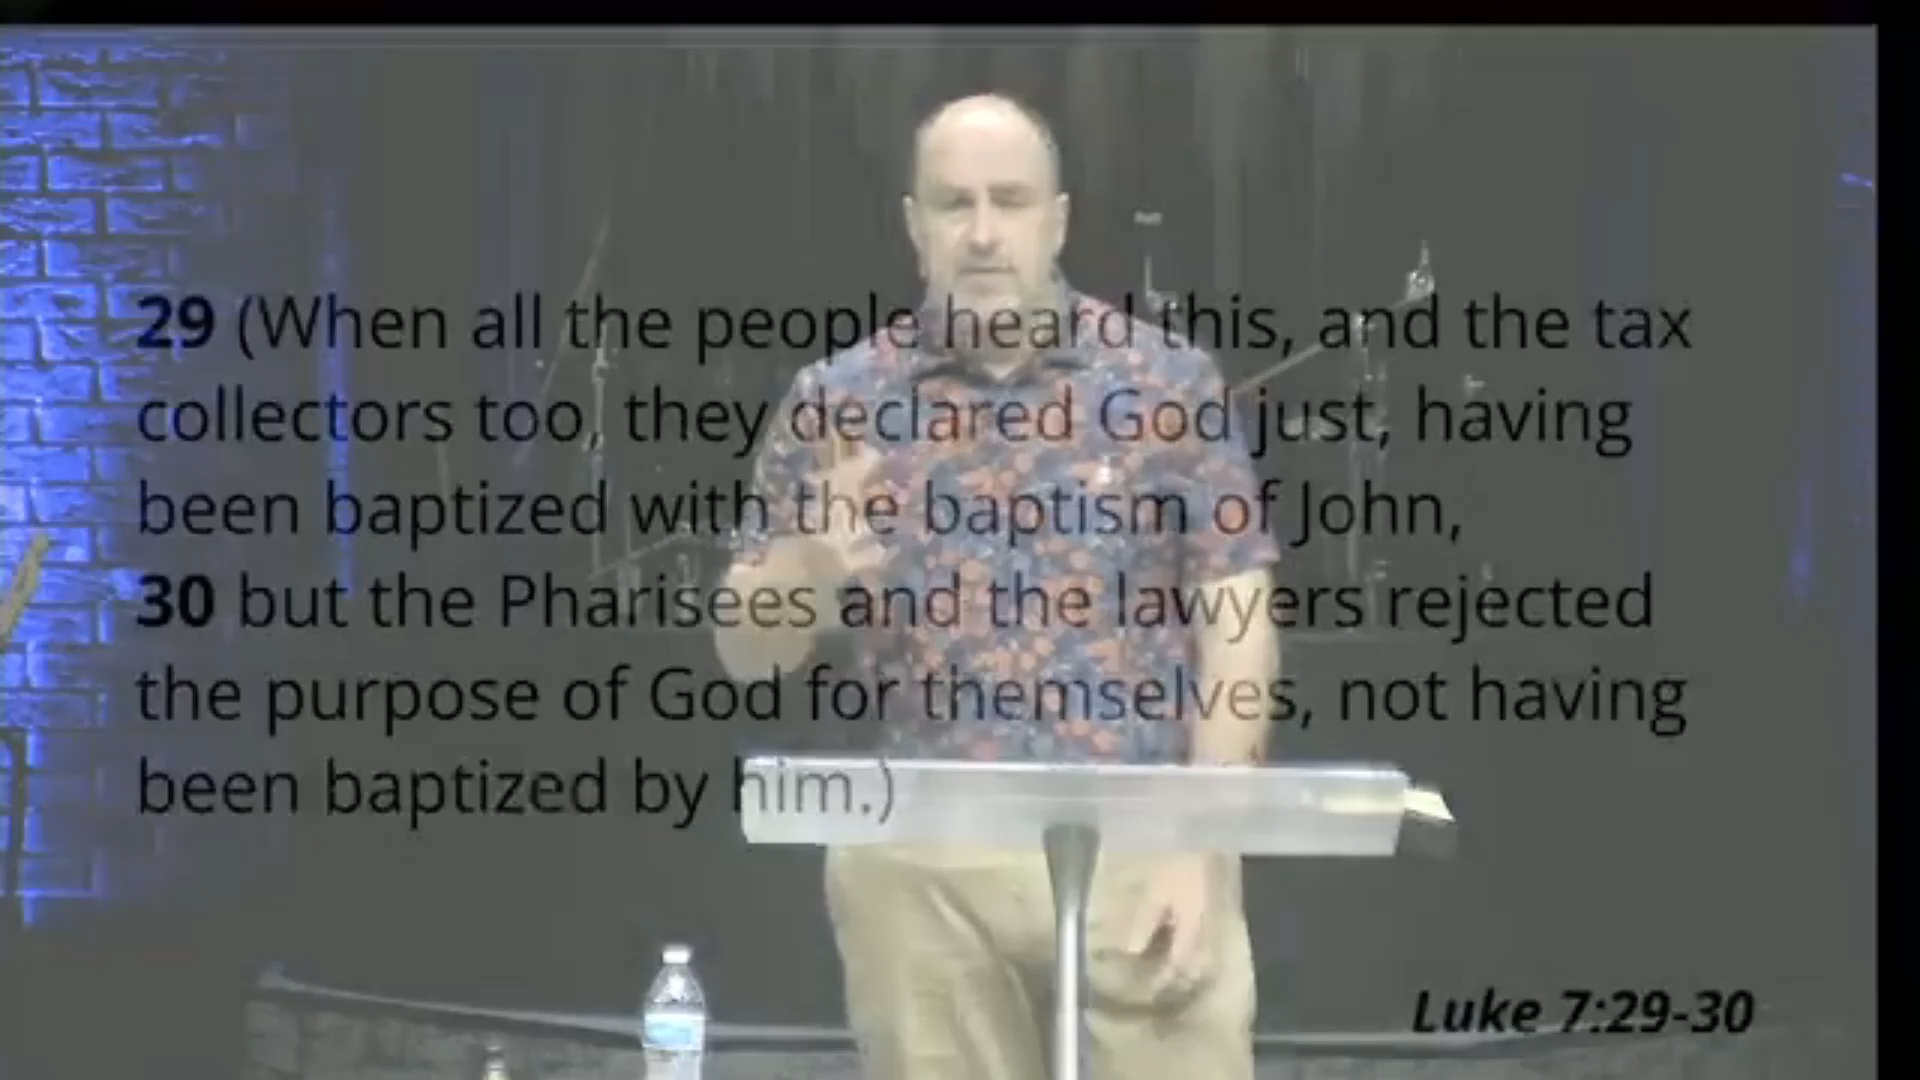 29 (When all the people heard this, and the tax
collectors too, they declared God just, having
been baptized with the baptism of John,
30 but the Pharisees and the lawyers rejected
the purpose of God for themselves, not having
been baptized by him.)
Luke 7:29-30